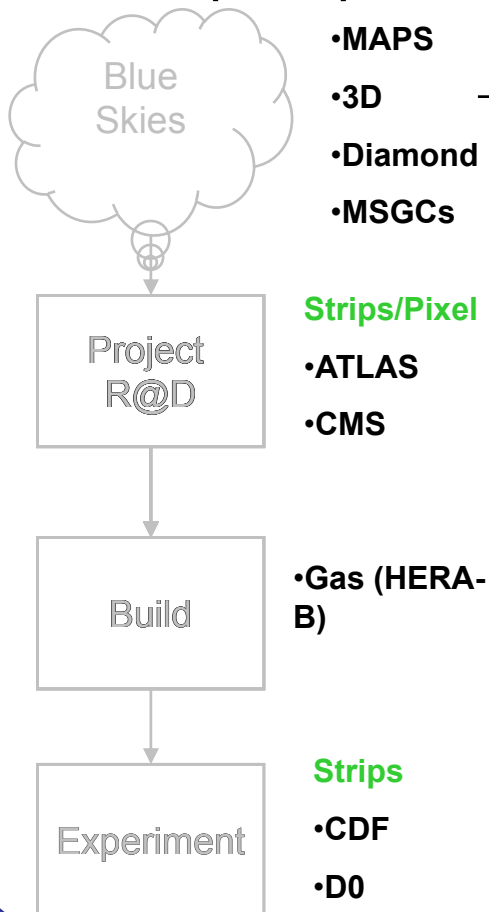 Blue
Skies
•MAPS
•3D
•Diamond
•MSGCs
Project
R@D
Strips/Pixel
•ATLAS
•CMS
Build
•Gas (HERA-
B)
Experiment
Strips
•CDF
•D0